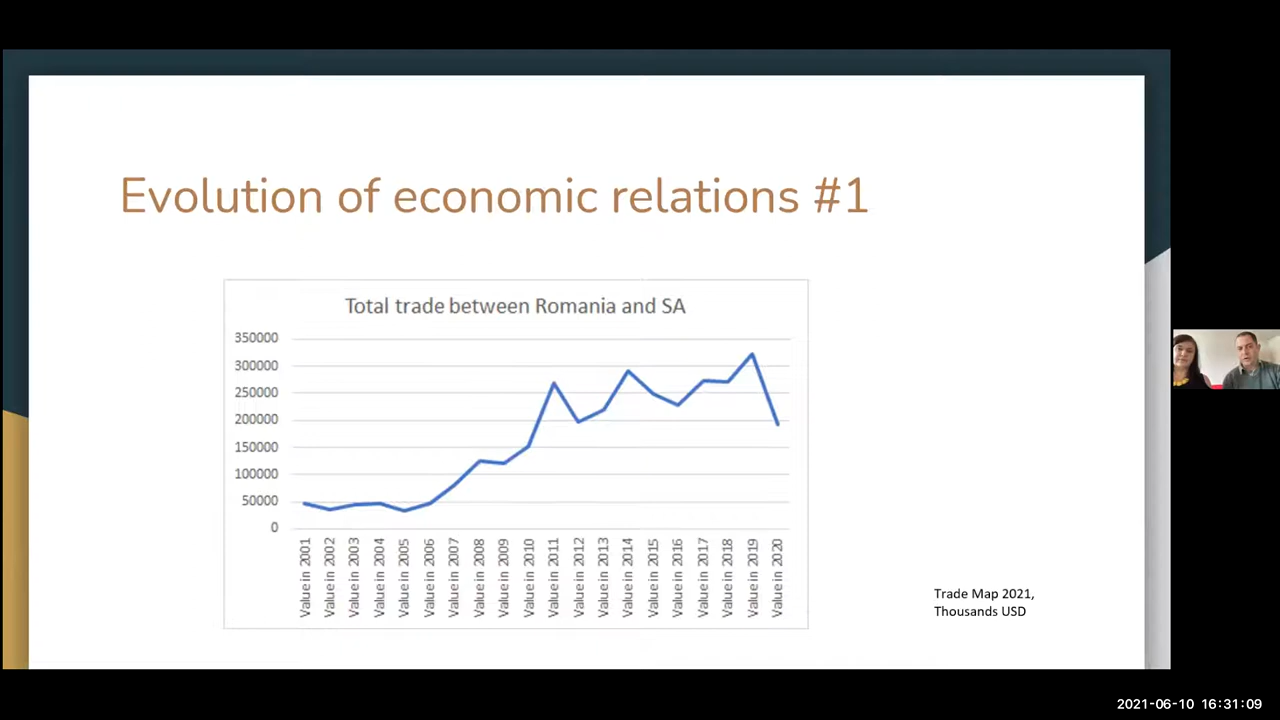 Evolution of economic relations #1
Total trade between Romania and SA
350000
300000
250000
200000
150000
100000
50000
0
Value in 2001
Value in 2002
Value in 2003
Value in 2004
Value in 2005
Value in 2006
Value in 2007
Value in 2008
Value in 2009
Value in 2010
Value in 2011
Value in 2012
Value in 2013
Value in 2014
Value in 2015
Value in 2016
Value in 2017
Value in 2018
Value in 2019
Value in 2020
Trade Map 2021,
Thousands USD
2021-06-10 16:31:09